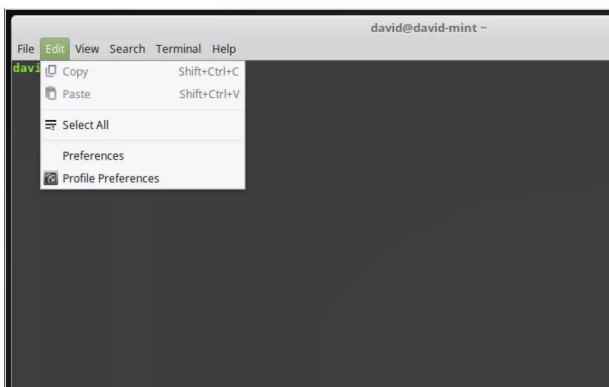 david@david-mint ~
File Edit View Search Terminal Help
davi
Copy Shift+Ctrl+C
Paste Shift+Ctrl+V
Select All
Preferences
Profile Preferences